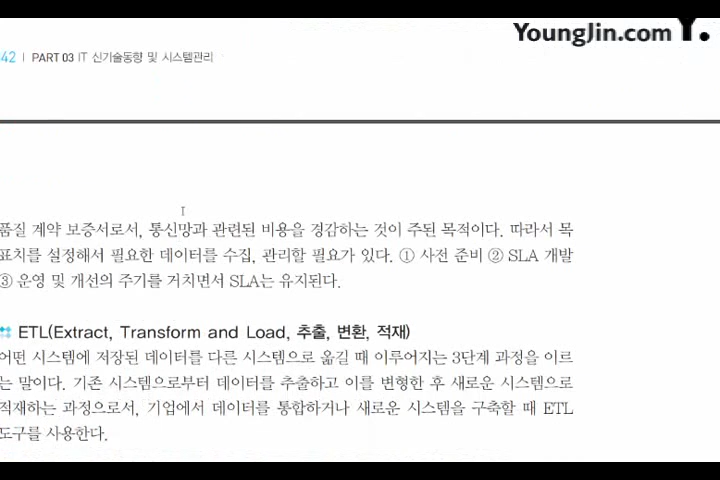 YoungJin.com Y.
42 | PART 03 IT 신기술동향 및 시스템관리
품질 계약 보증서로서, 통신망과 관련된 비용을 경감하는 것이 주된 목적이다. 따라서 목
표치를 설정해서 필요한 데이터를 수집, 관리할 필요가 있다. ① 사전 준비 ② SLA 개발
③ 운영 및 개선의 주기를 거치면서 SLA는 유지된다.
ETL(Extract, Transform and Load, 추출, 변환, 적재)
어떤 시스템에 저장된 데이터를 다른 시스템으로 옮길 때 이루어지는 3단계 과정을 이르
는 말이다. 기존 시스템으로부터 데이터를 추출하고 이를 변형한 후 새로운 시스템으로
적재하는 과정으로서, 기업에서 데이터를 통합하거나 새로운 시스템을 구축할 때 ETL
도구를 사용한다.